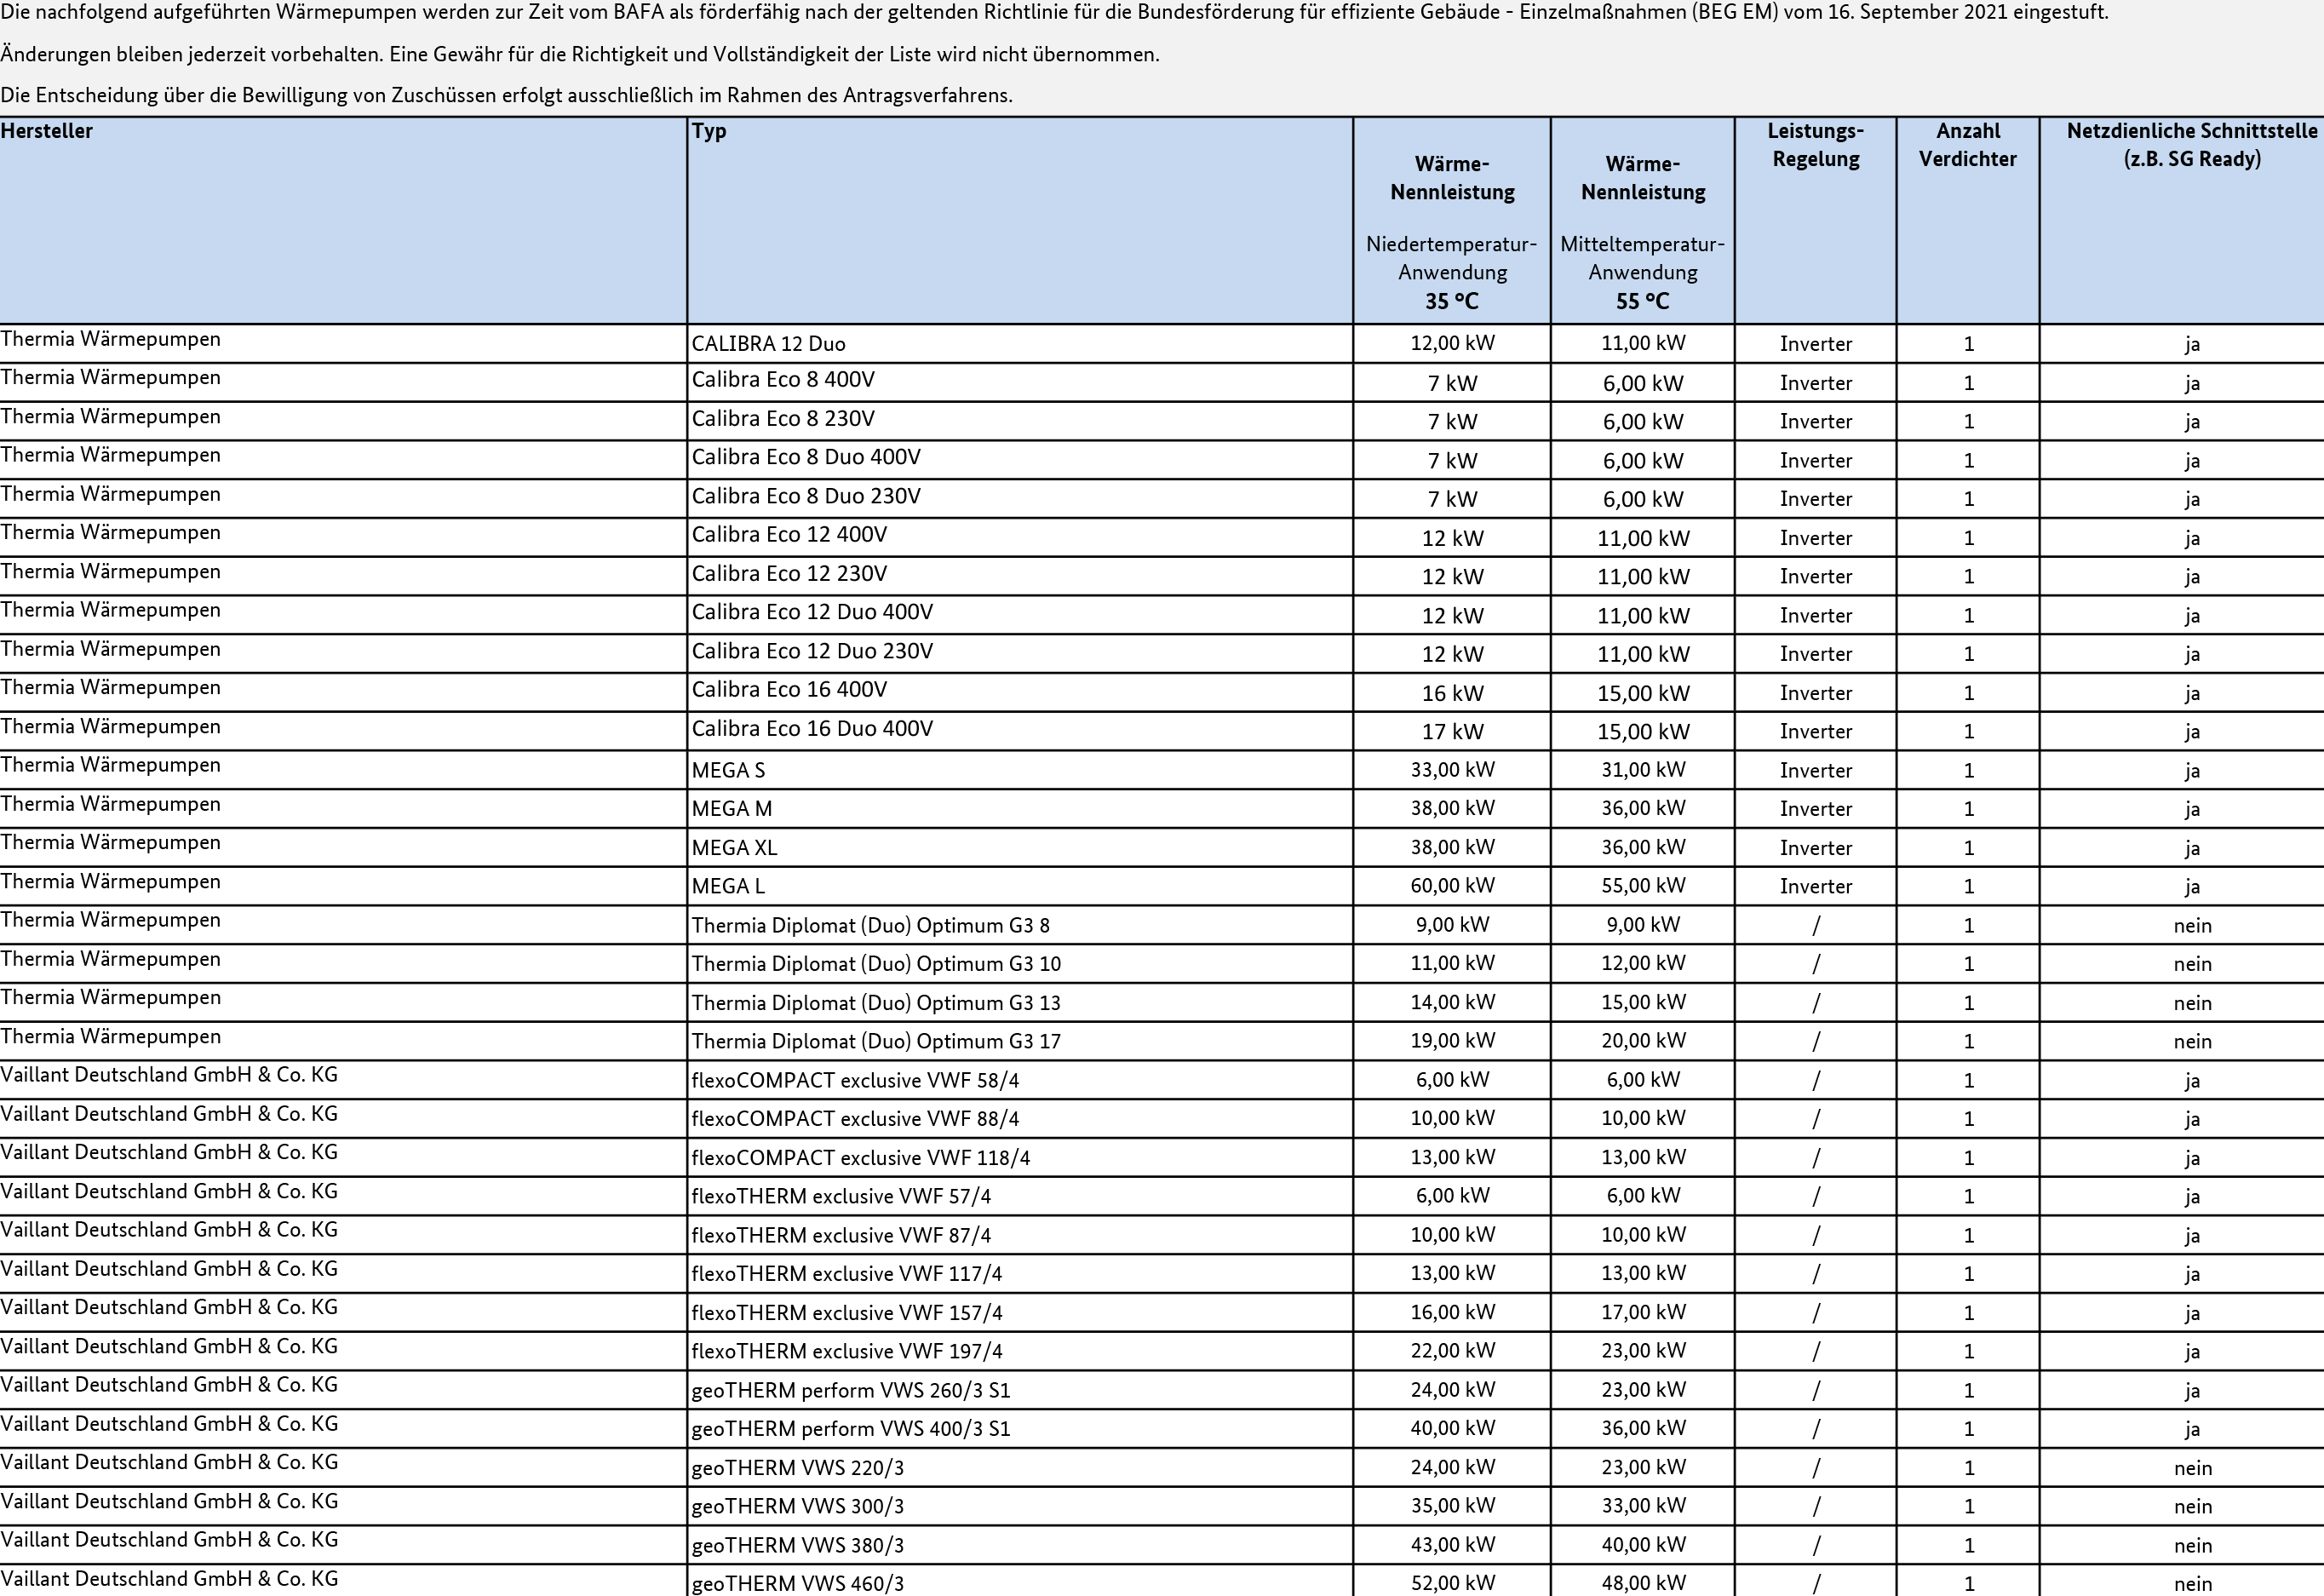 Die nachfolgend aufgeführten Wärmepumpen werden zur Zeit vom BAFA als förderfähig nach der geltenden Richtlinie für die Bundesförderung für effiziente Gebäude - Einzelmaßnahmen (BEG EM) vom 16. September 2021 eingestuft.
Änderungen bleiben jederzeit vorbehalten. Eine Gewähr für die Richtigkeit und Vollständigkeit der Liste wird nicht übernommen.
Die Entscheidung über die Bewilligung von Zuschüssen erfolgt ausschließlich im Rahmen des Antragsverfahrens.
Hersteller
Typ
Wärme-
Nennleistung
Niedertemperatur-
Anwendung
35 °C
Wärme-
Nennleistung
Mitteltemperatur-
Anwendung
55 °C
Leistungs-
Regelung
Anzahl
Verdichter
Netzdienliche Schnittstelle
(z.B. SG Ready)
Thermia Wärmepumpen CALIBRA 12 Duo 12,00 kW 11,00 kW Inverter 1 ja
Thermia Wärmepumpen Calibra Eco 8 400V 7 kW 6,00 kW Inverter 1 ja
Thermia Wärmepumpen Calibra Eco 8 230V 7 kW 6,00 kW Inverter 1 ja
Thermia Wärmepumpen Calibra Eco 8 Duo 400V 7 kW 6,00 kW Inverter 1 ja
Thermia Wärmepumpen Calibra Eco 8 Duo 230V 7 kW 6,00 kW Inverter 1 ja
Thermia Wärmepumpen Calibra Eco 12 400V 12 kW 11,00 kW Inverter 1 ja
Thermia Wärmepumpen Calibra Eco 12 230V 12 kW 11,00 kW Inverter 1 ja
Thermia Wärmepumpen Calibra Eco 12 Duo 400V 12 kW 11,00 kW Inverter 1 ja
Thermia Wärmepumpen Calibra Eco 12 Duo 230V 12 kW 11,00 kW Inverter 1 ja
Thermia Wärmepumpen Calibra Eco 16 400V 16 kW 15,00 kW Inverter 1 ja
Thermia Wärmepumpen Calibra Eco 16 Duo 400V 17 kW 15,00 kW Inverter 1 ja
Thermia Wärmepumpen MEGA S 33,00 kW 31,00 kW Inverter 1 ja
Thermia Wärmepumpen MEGA M 38,00 kW 36,00 kW Inverter 1 ja
Thermia Wärmepumpen MEGA XL 38,00 kW 36,00 kW Inverter 1 ja
Thermia Wärmepumpen MEGA L 60,00 kW 55,00 kW Inverter 1 ja
Thermia Wärmepumpen Thermia Diplomat (Duo) Optimum G3 8 9,00 kW 9,00 kW / 1 nein
Thermia Wärmepumpen Thermia Diplomat (Duo) Optimum G3 10 11,00 kW 12,00 kW / 1 nein
Thermia Wärmepumpen Thermia Diplomat (Duo) Optimum G3 13 14,00 kW 15,00 kW / 1 nein
Thermia Wärmepumpen Thermia Diplomat (Duo) Optimum G3 17 19,00 kW 20,00 kW / 1 nein
Vaillant Deutschland GmbH & Co. KG flexoCOMPACT exclusive VWF 58/4 6,00 kW 6,00 kW / 1 ja
Vaillant Deutschland GmbH & Co. KG flexoCOMPACT exclusive VWF 88/4 10,00 kW 10,00 kW / 1 ja
Vaillant Deutschland GmbH & Co. KG flexoCOMPACT exclusive VWF 118/4 13,00 kW 13,00 kW / 1 ja
Vaillant Deutschland GmbH & Co. KG flexoTHERM exclusive VWF 57/4 6,00 kW 6,00 kW / 1 ja
Vaillant Deutschland GmbH & Co. KG flexoTHERM exclusive VWF 87/4 10,00 kW 10,00 kW / 1 ja
Vaillant Deutschland GmbH & Co. KG flexoTHERM exclusive VWF 117/4 13,00 kW 13,00 kW / 1 ja
Vaillant Deutschland GmbH & Co. KG flexoTHERM exclusive VWF 157/4 16,00 kW 17,00 kW / 1 ja
Vaillant Deutschland GmbH & Co. KG flexoTHERM exclusive VWF 197/4 22,00 kW 23,00 kW / 1 ja
Vaillant Deutschland GmbH & Co. KG geoTHERM perform VWS 260/3 S1 24,00 kW 23,00 kW / 1 ja
Vaillant Deutschland GmbH & Co. KG geoTHERM perform VWS 400/3 S1 40,00 kW 36,00 kW / 1 ja
Vaillant Deutschland GmbH & Co. KG geoTHERM VWS 220/3 24,00 kW 23,00 kW / 1 nein
Vaillant Deutschland GmbH & Co. KG geoTHERM VWS 300/3 35,00 kW 33,00 kW / 1 nein
Vaillant Deutschland GmbH & Co. KG geoTHERM VWS 380/3 43,00 kW 40,00 kW / 1 nein
Vaillant Deutschland GmbH & Co. KG geoTHERM VWS 460/3 52,00 kW 48,00 kW / 1 nein